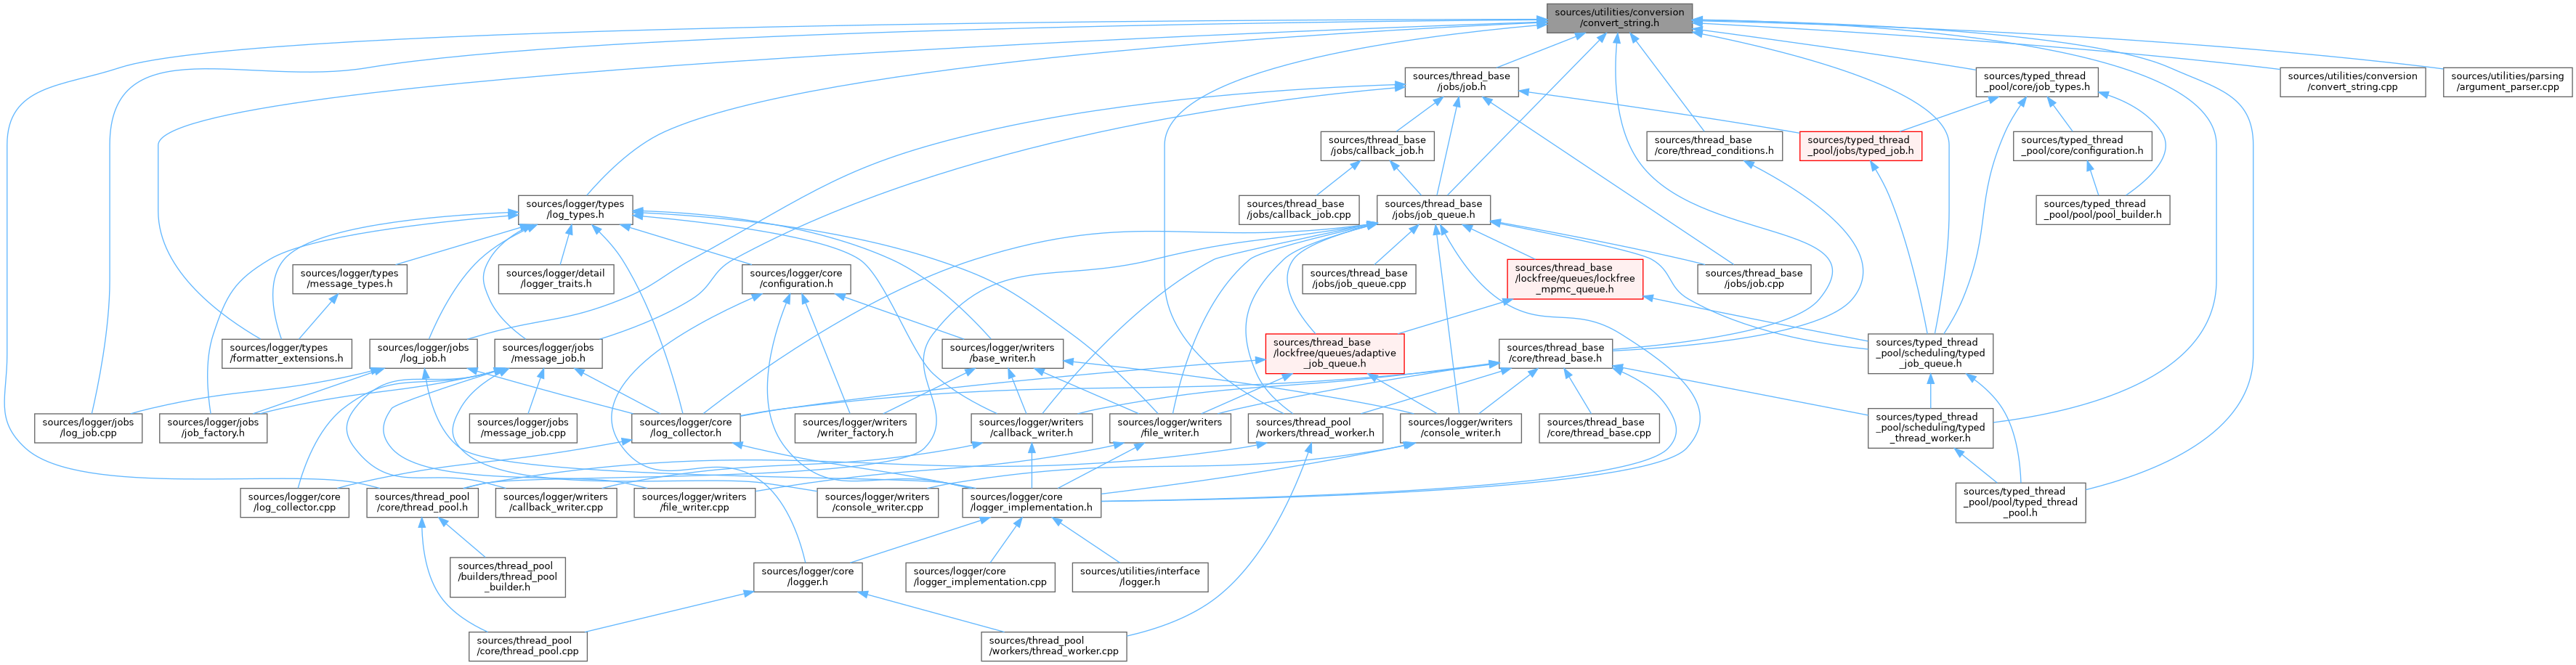 sources/utilities/conversion
/convert_string.h
sources/thread_base
/jobs/job.h
sources/typed_thread
_pool/core/job_types.h
sources/utilities/conversion
/convert_string.cpp
sources/utilities/parsing
/argument_parser.cpp
sources/thread_base
/jobs/callback_job.h
sources/thread_base
/core/thread_conditions.h
sources/typed_thread
_pool/jobs/typed_job.h
sources/typed_thread
_pool/core/configuration.h
sources/logger/types
/log_types.h
sources/thread_base
/jobs/callback_job.cpp
sources/thread_base
/jobs/job_queue.h
sources/typed_thread
_pool/pool/pool_builder.h
sources/logger/types
/message_types.h
sources/logger/detail
/logger_traits.h
sources/logger/core
/configuration.h
sources/thread_base
/jobs/job_queue.cpp
sources/thread_base
/lockfree/queues/lockfree
_mpmc_queue.h
sources/thread_base
/jobs/job.cpp
sources/logger/types
/formatter_extensions.h
sources/logger/jobs
/log_job.h
sources/logger/jobs
/message_job.h
sources/logger/writers
/base_writer.h
sources/thread_base
/lockfree/queues/adaptive
_job_queue.h
sources/thread_base
/core/thread_base.h
sources/typed_thread
_pool/scheduling/typed
_job_queue.h
sources/logger/jobs
/log_job.cpp
sources/logger/jobs
/job_factory.h
sources/logger/jobs
/message_job.cpp
sources/logger/core
/log_collector.h
sources/logger/writers
/writer_factory.h
sources/logger/writers
/callback_writer.h
sources/logger/writers
/file_writer.h
sources/thread_pool
/workers/thread_worker.h
sources/logger/writers
/console_writer.h
sources/thread_base
/core/thread_base.cpp
sources/typed_thread
_pool/scheduling/typed
_thread_worker.h
sources/logger/core
/log_collector.cpp
sources/thread_pool
/core/thread_pool.h
sources/logger/writers
/callback_writer.cpp
sources/logger/writers
/file_writer.cpp
sources/logger/writers
/console_writer.cpp
sources/logger/core
/logger_implementation.h
sources/typed_thread
_pool/pool/typed_thread
_pool.h
sources/thread_pool
/builders/thread_pool
_builder.h
sources/logger/core
/logger.h
sources/logger/core
/logger_implementation.cpp
sources/utilities/interface
/logger.h
sources/thread_pool
/core/thread_pool.cpp
sources/thread_pool
/workers/thread_worker.cpp